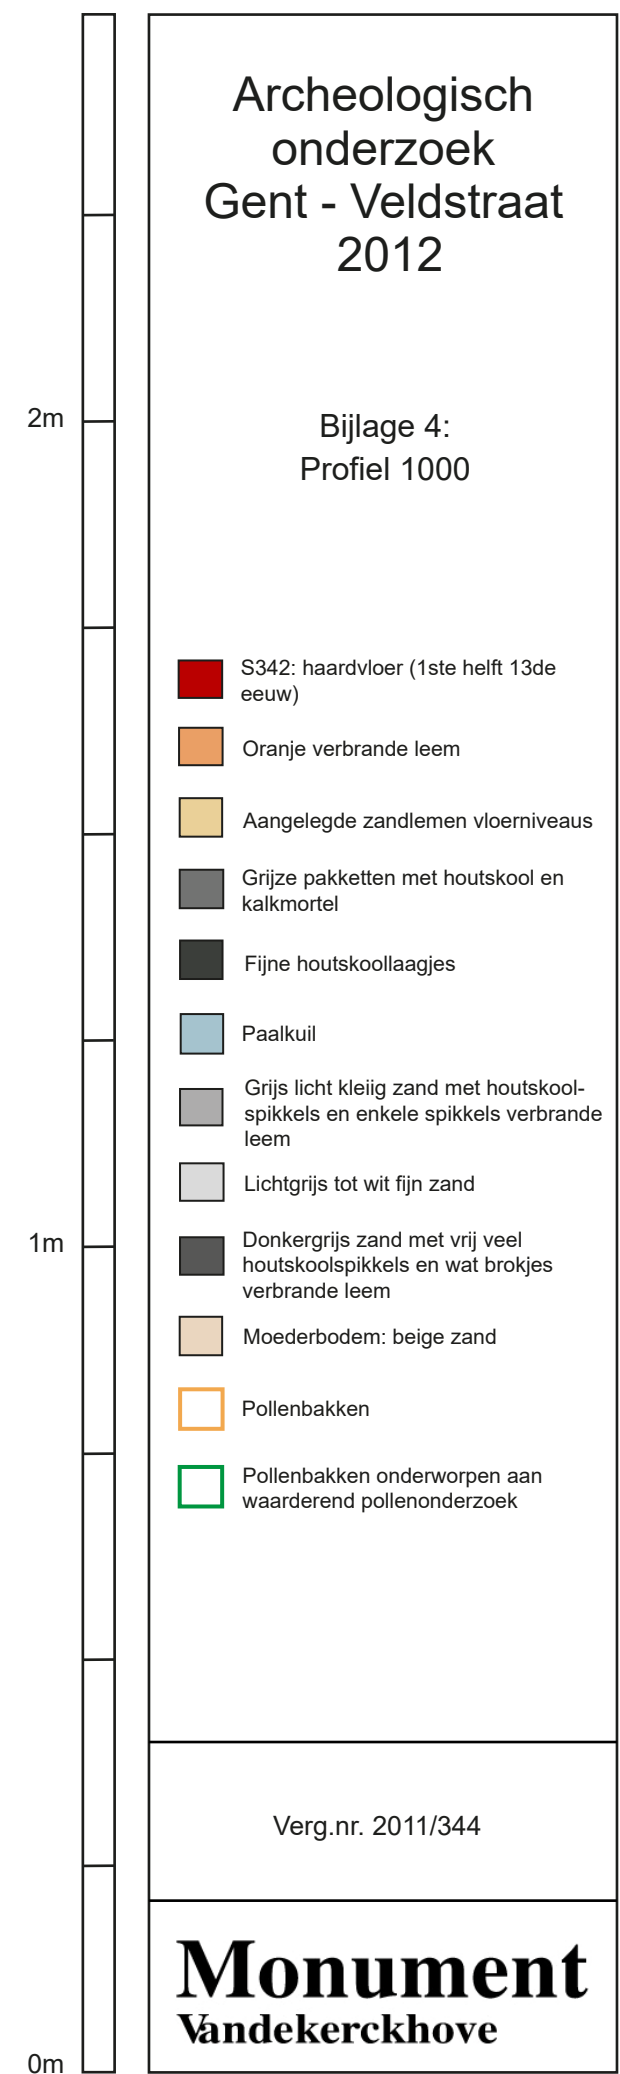 Archeologisch
onderzoek
Gent - Veldstraat
2012
2m
Bijlage 4:
Profiel 1000
S342: haardvloer (1ste helft 13de
eeuw)
Oranje verbrande leem
Aangelegde zandlemen vloerniveaus
Grijze pakketten met houtskool en
kalkmortel
Fijne houtskoollaagjes
Paalkuil
Grijs licht kleiig zand met houtskool-
spikkels en enkele spikkels verbrande
leem
Lichtgrijs tot wit fijn zand
1m
Donkergrijs zand met vrij veel
houtskoolspikkels en wat brokjes
verbrande leem
Moederbodem: beige zand
Pollenbakken
Pollenbakken onderworpen aan
waarderend pollenonderzoek
Verg.nr. 2011/344
Monument
Vandekerckhove
0m